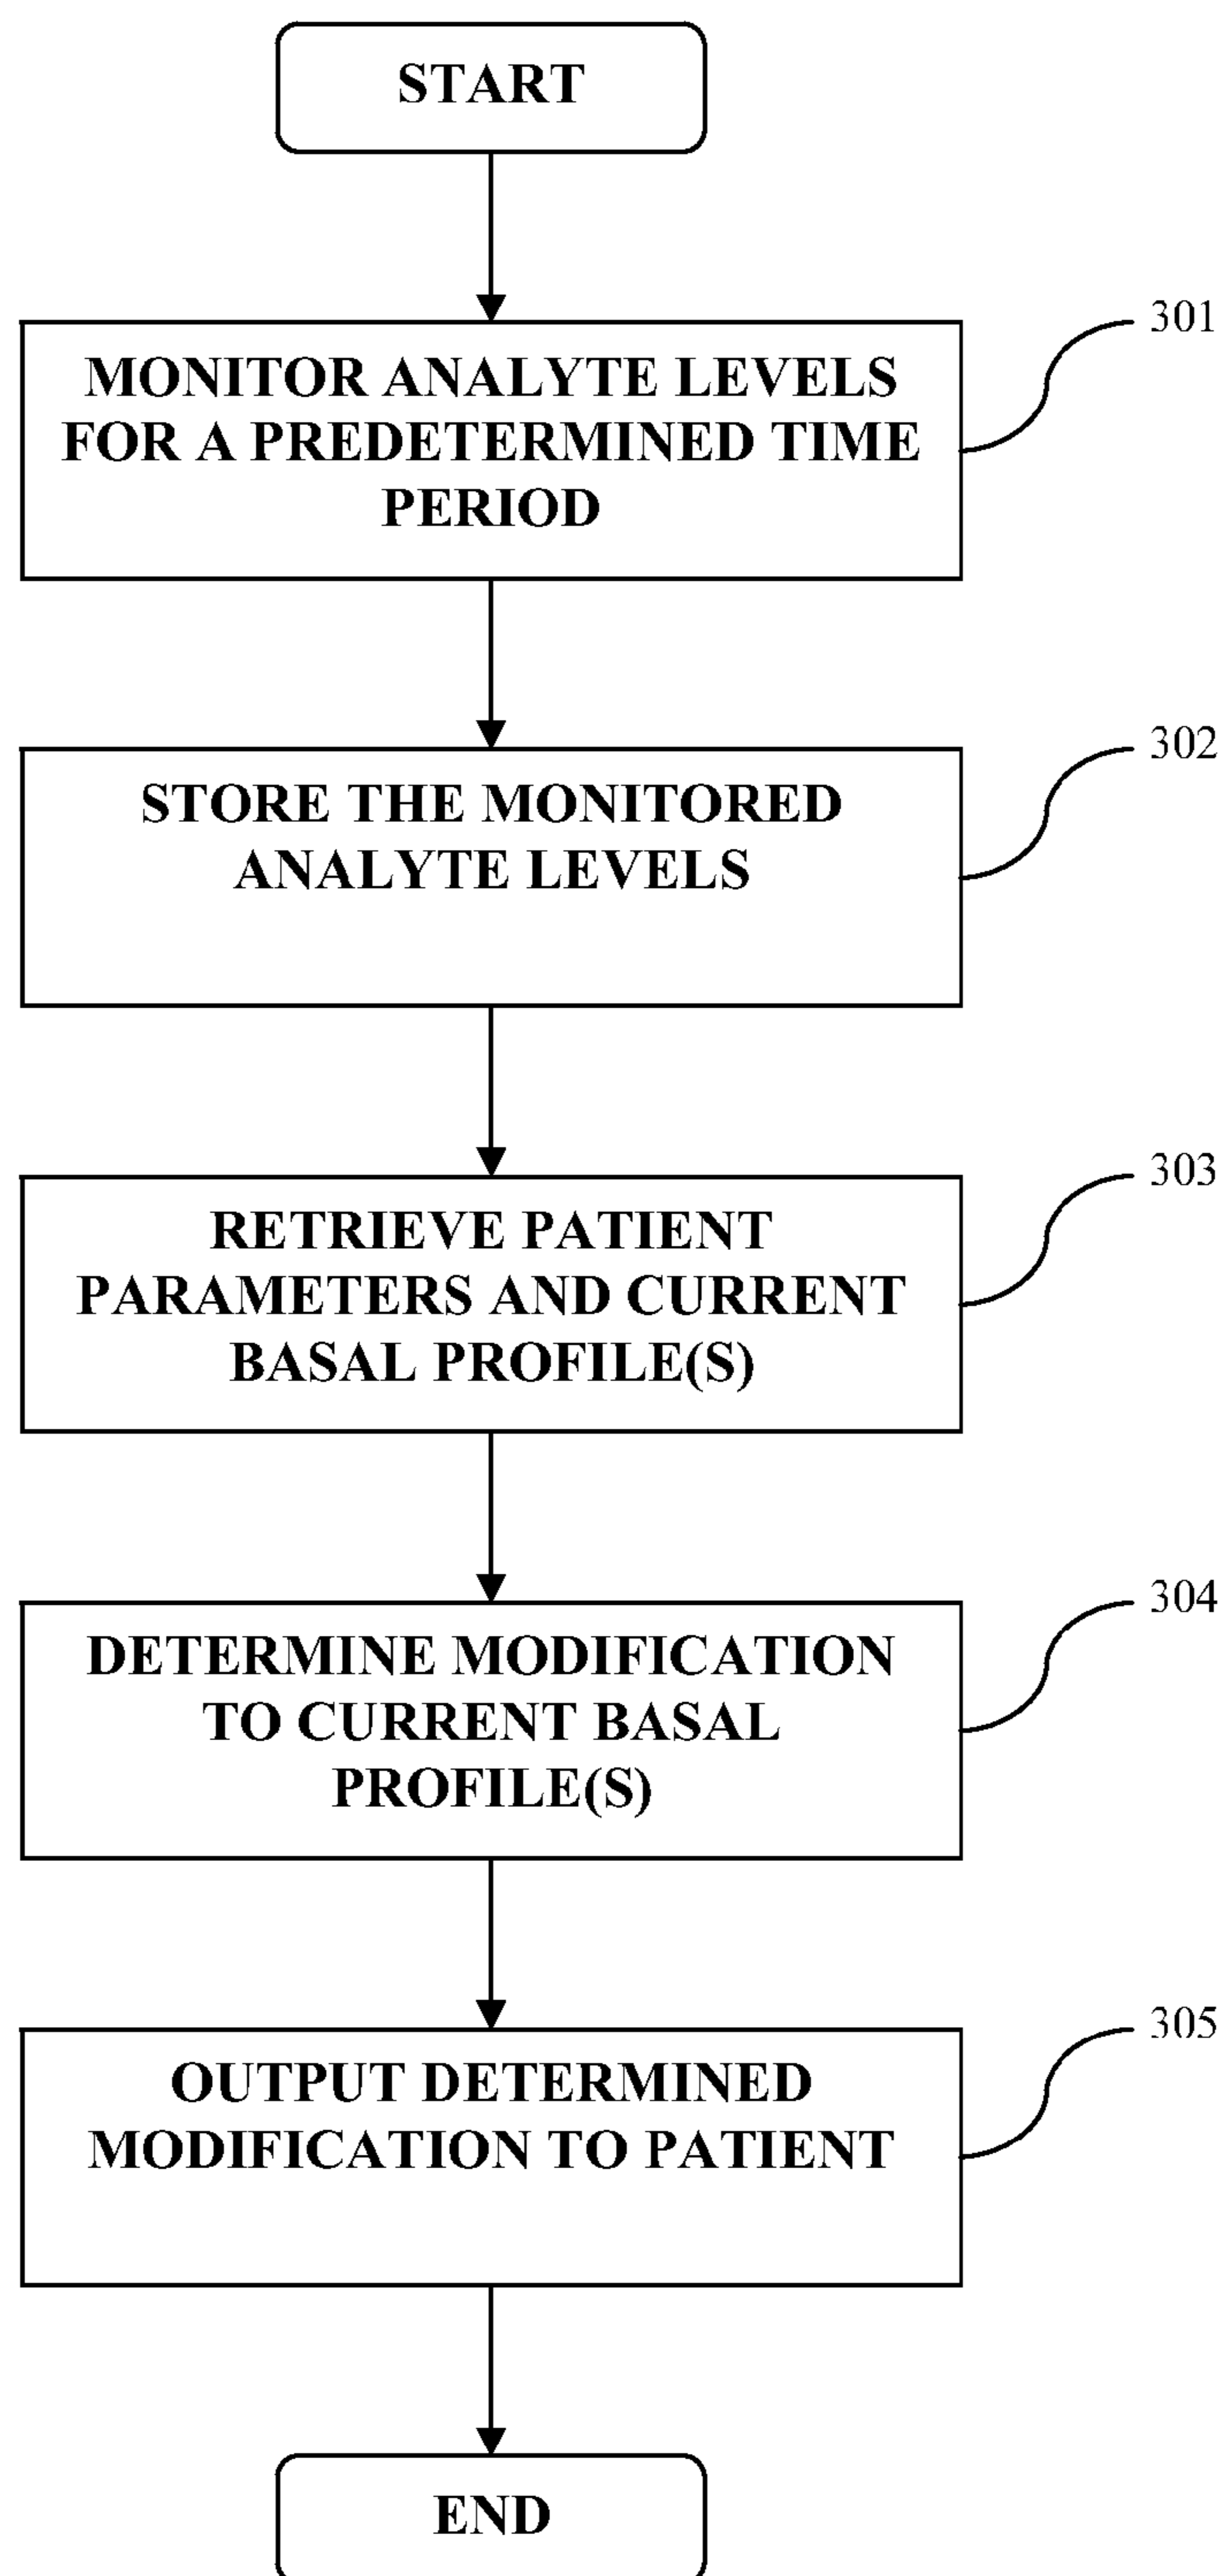 START
301
MONITOR ANALYTE LEVELS
FOR A PREDETERMINED TIME
PERIOD
302
STORE THE MONITORED
ANALYTE LEVELS
303
RETRIEVE PATIENT
PARAMETERS AND CURRENT
BASAL PROFILE(S)
304
DETERMINE MODIFICATION
TO CURRENT BASAL
PROFILE(S)
305
OUTPUT DETERMINED
MODIFICATION TO PATIENT
END